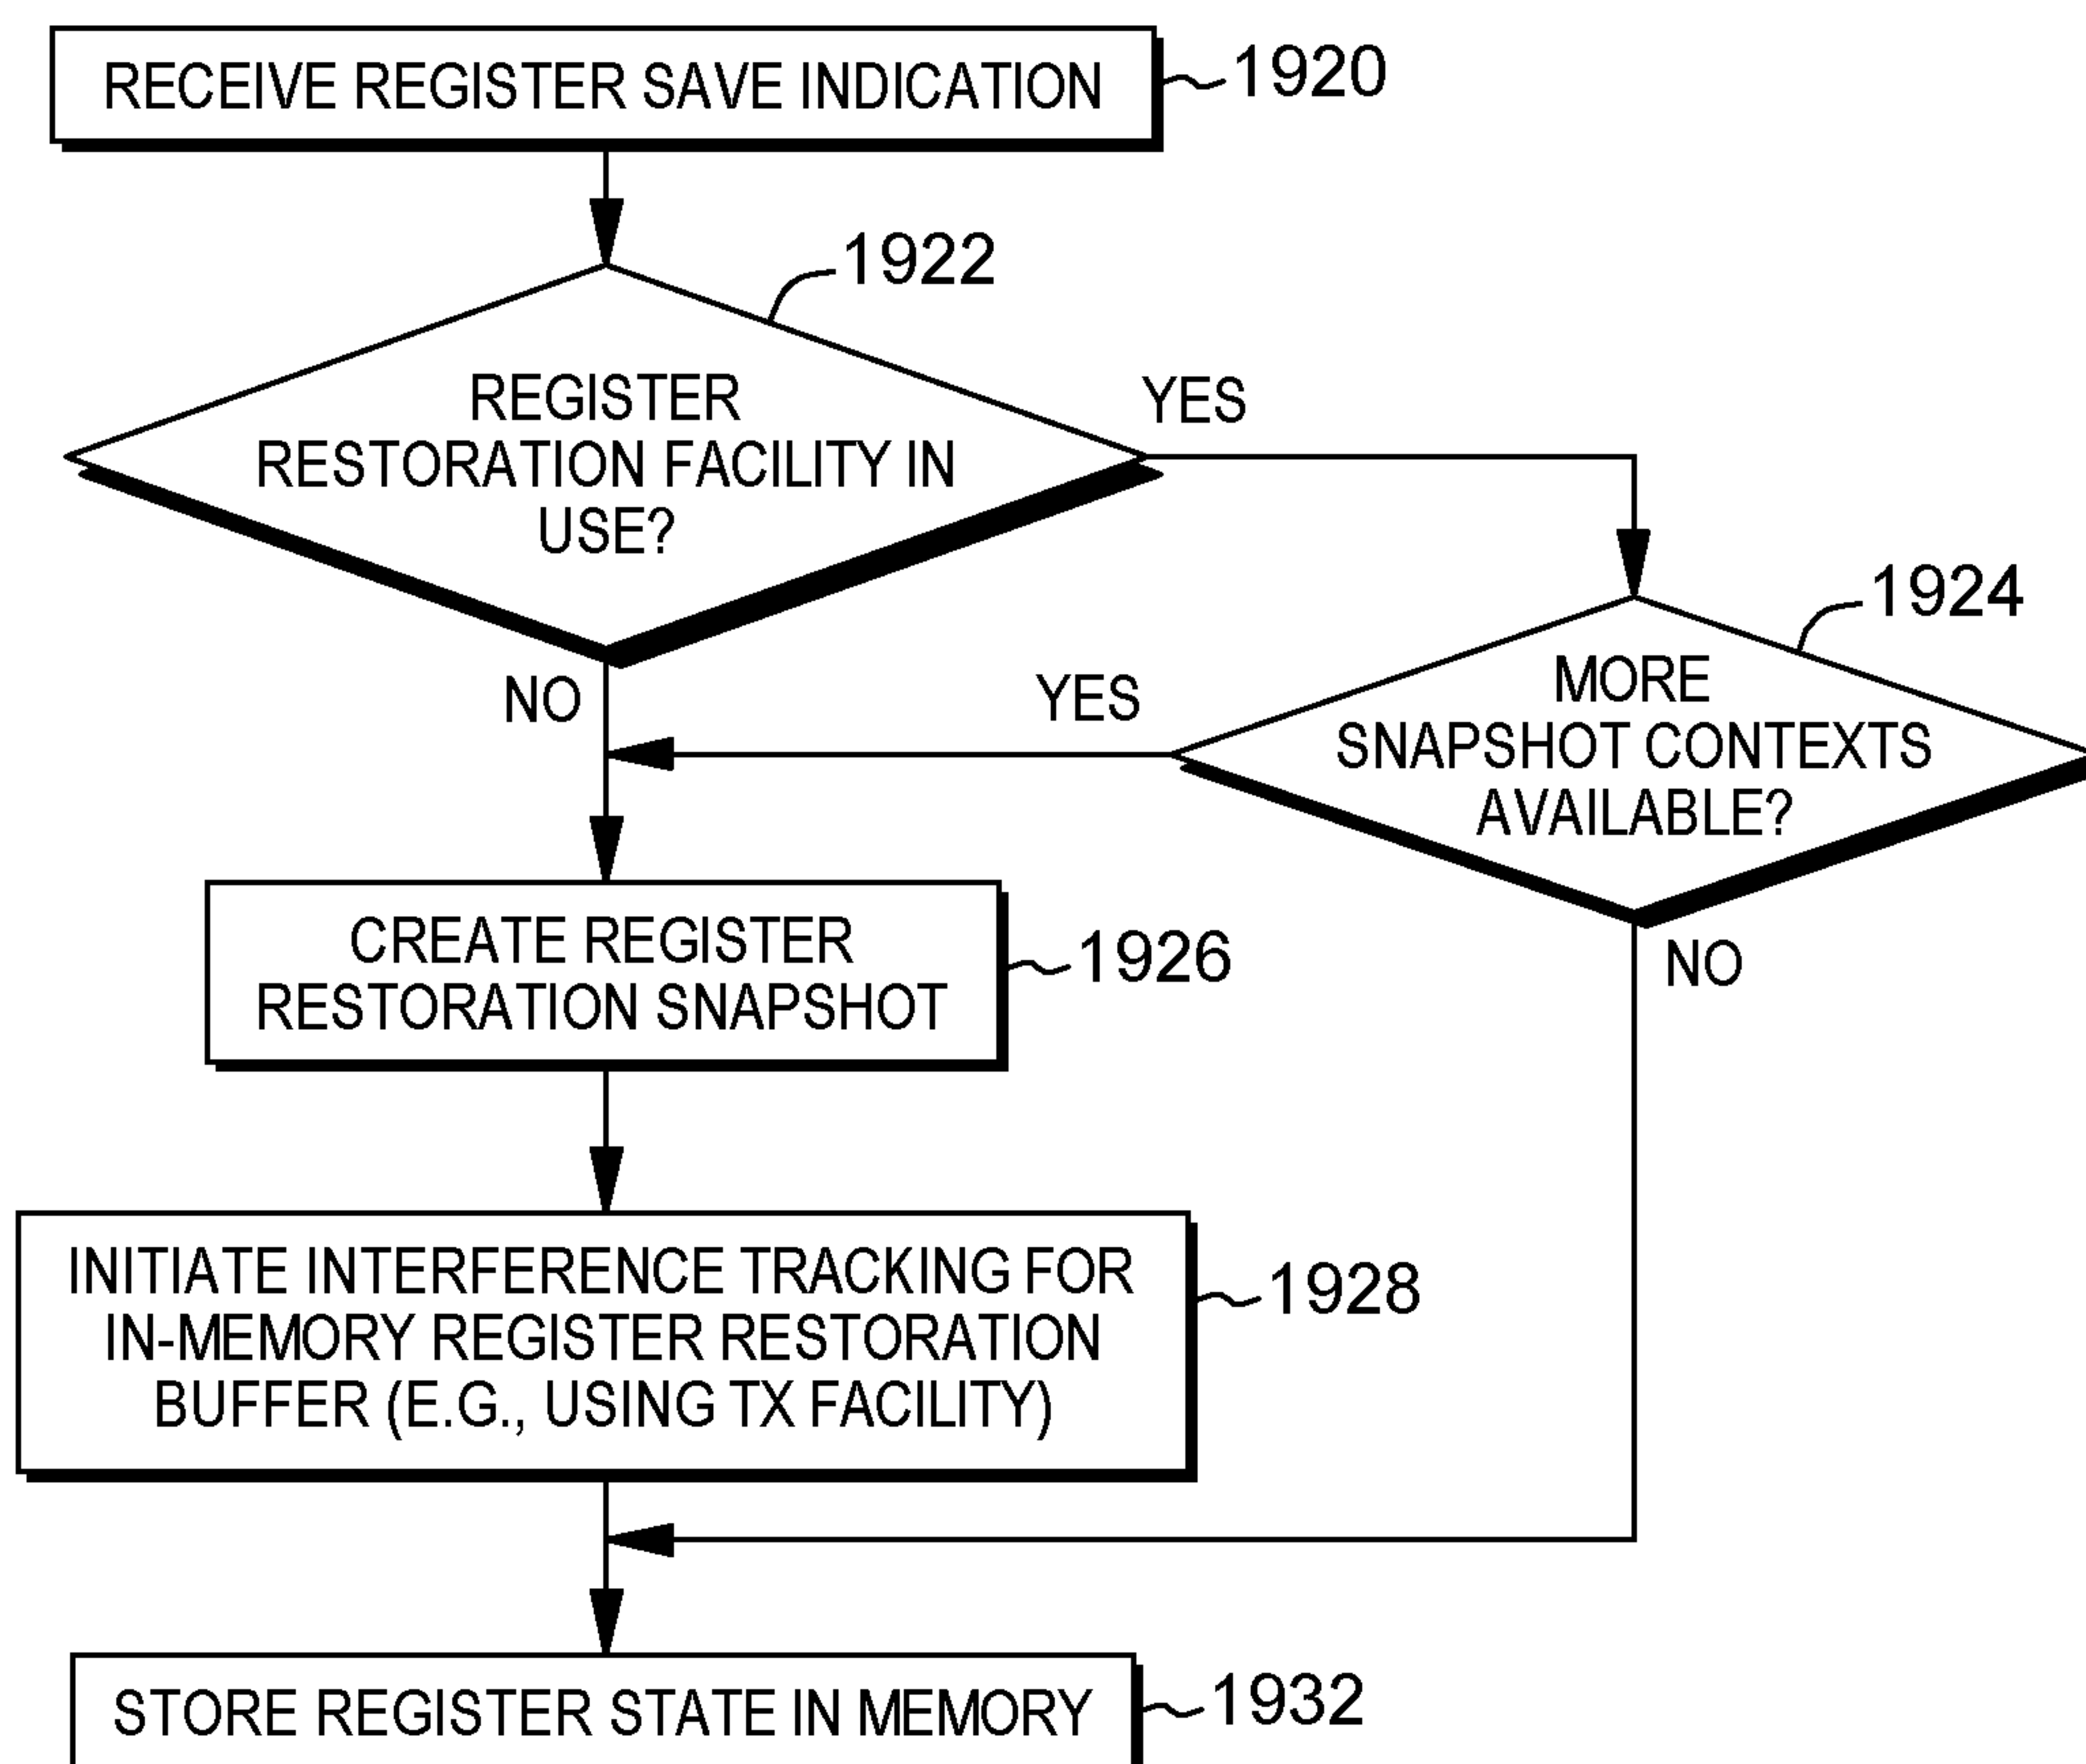 RECEIVE REGISTER SAVE INDICATION
1920
1922
REGISTER
RESTORATION FACILITY IN
USE?
YES
1924
MORE
SNAPSHOT CONTEXTS
AVAILABLE?
NO
YES
NO
CREATE REGISTER
RESTORATION SNAPSHOT
1926
INITIATE INTERFERENCE TRACKING FOR
IN-MEMORY REGISTER RESTORATION
BUFFER (E.G., USING TX FACILITY)
1928
STORE REGISTER STATE IN MEMORY
1932